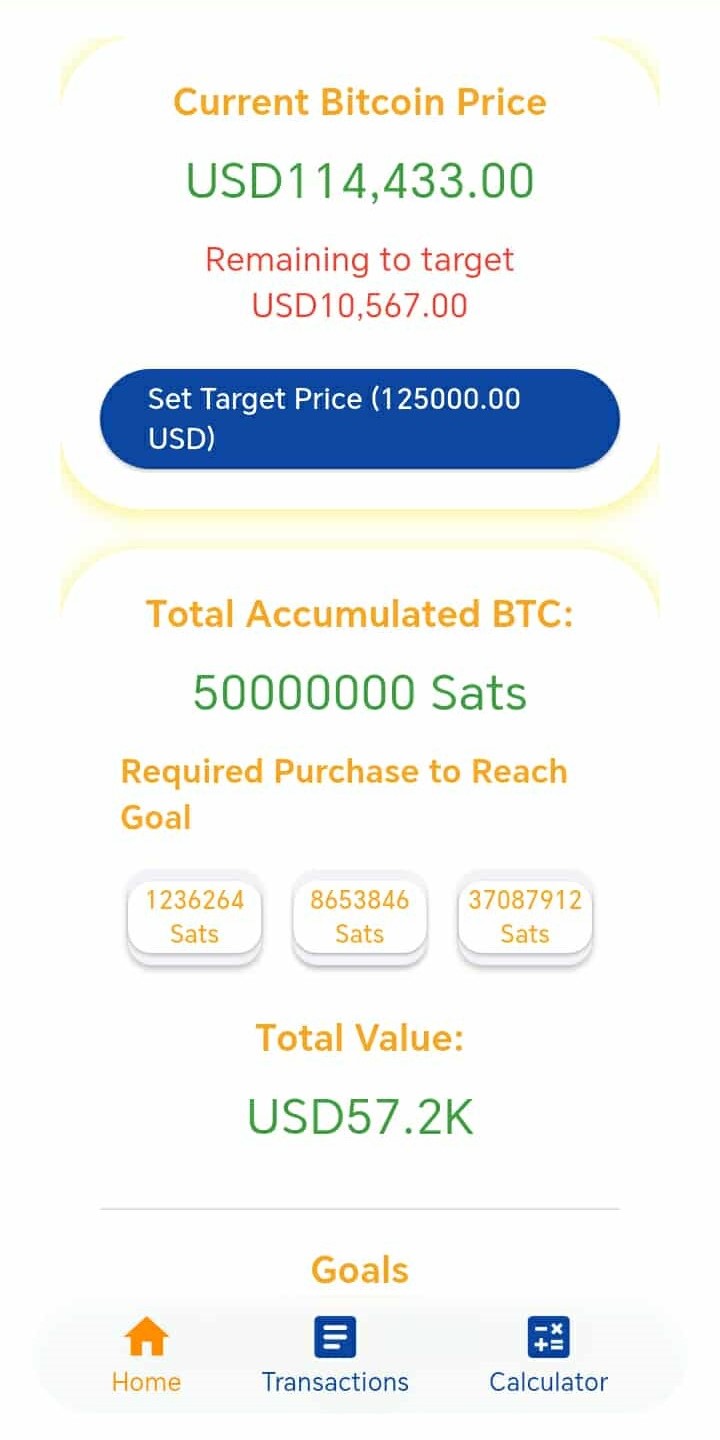 Current Bitcoin Price
USD114,433.00
Remaining to target
USD10,567.00
Set Target Price (125000.00
USD)
Total Accumulated BTC:
50000000 Sats
Required Purchase to Reach
Goal
1236264 8653846 37087912
Sats Sats Sats
Total Value:
USD57.2K
Goals
Home Transactions Calculator